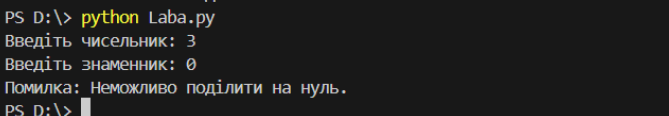 PS D:\> python Laba.py
Введіть чисельник: 3
Введіть знаменник: 0
Помилка: Неможливо поділити на нуль.
PS D:\>